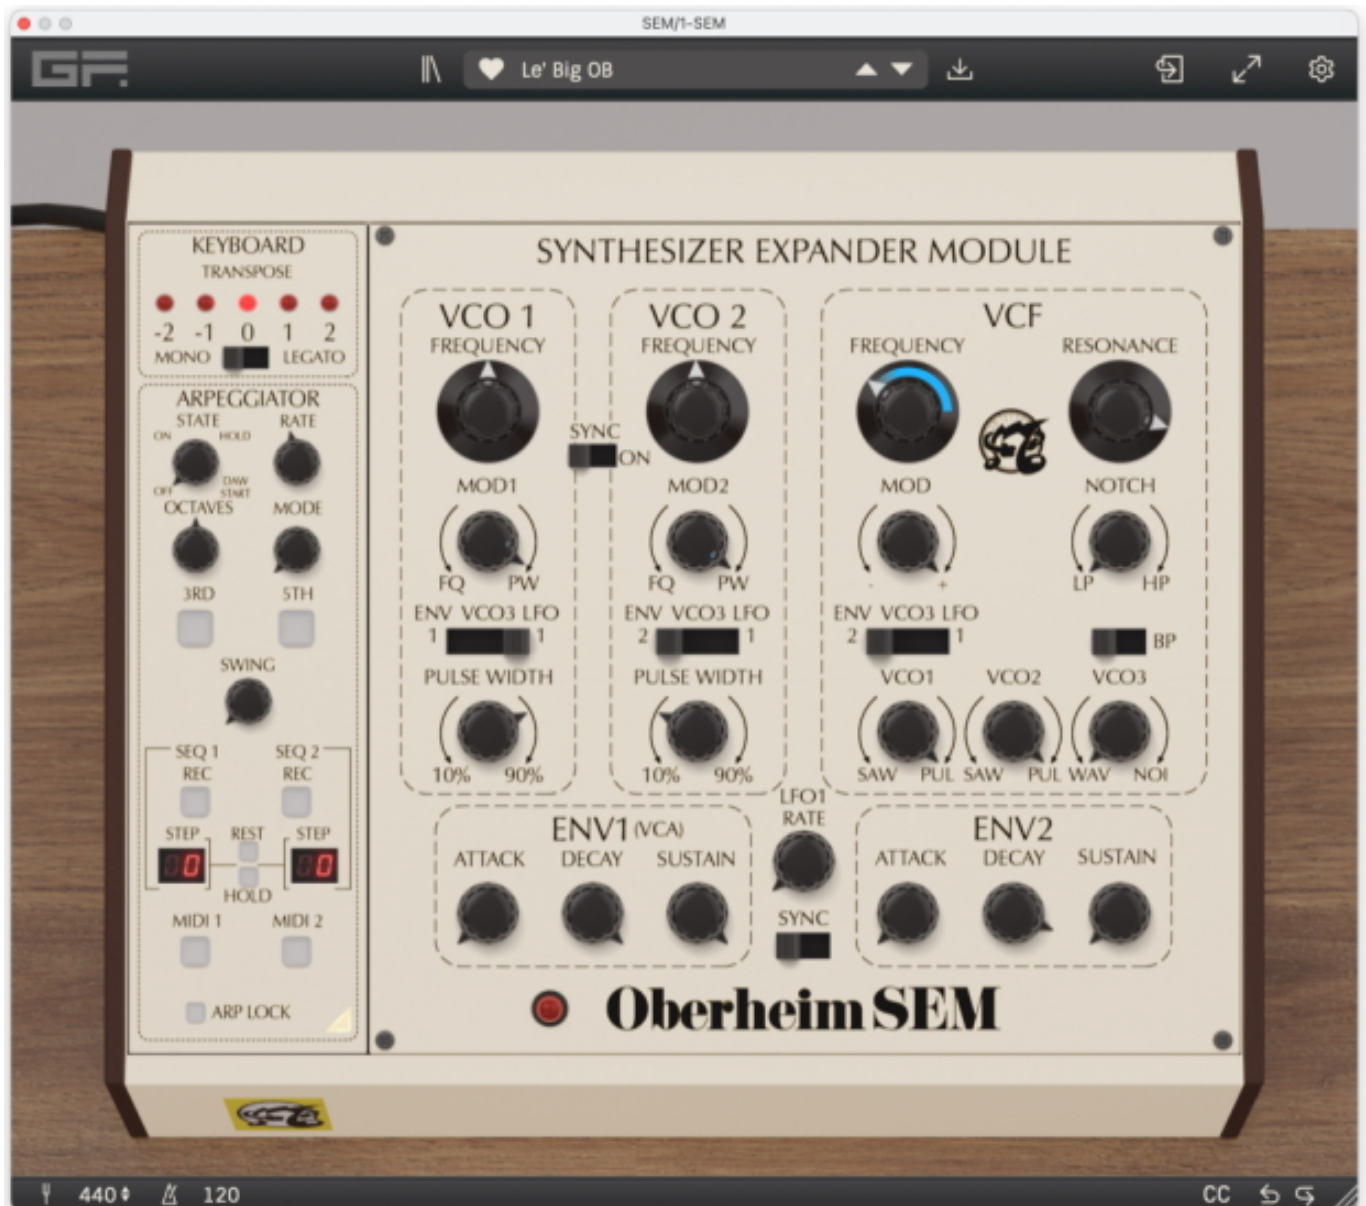 SEM/1-SEM
GF.
Le' Big OB
KEYBOARD
TRANSPOSE
-2 -1 0 1 2
MONO LEGATO
ARPEGGIATOR
STATE RATE
ON HOLD
OFF DAW START
OCTAVES MODE
3RD 5TH
SWING
SEQ 1 SEQ 2
REC REC
STEP REST STEP
0 0
HOLD
MIDI 1 MIDI 2
ARP LOCK
SYNTHESIZER EXPANDER MODULE
VCO 1
FREQUENCY
SYNC
ON
MOD1
FQ PW
ENV VCO3 LFO
1 1
PULSE WIDTH
10% 90%
VCO 2
FREQUENCY
MOD2
FQ PW
ENV VCO3 LFO
2 1
PULSE WIDTH
10% 90%
VCF
FREQUENCY RESONANCE
MOD NOTCH
- + LP HP
ENV VCO3 LFO
2 1 BP
VCO1 VCO2 VCO3
SAW PUL SAW PUL WAV NOI
ENV1 (VCA)
ATTACK DECAY SUSTAIN
LFO1
RATE
SYNC
ENV2
ATTACK DECAY SUSTAIN
Oberheim SEM
440 120 CC